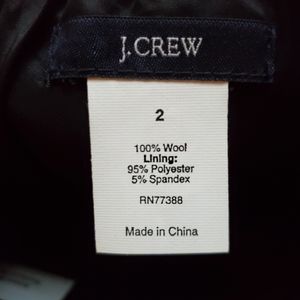 J.CREW
2
100% Wool
Lining:
95% Polyester
5% Spandex
RN77388
Made in China